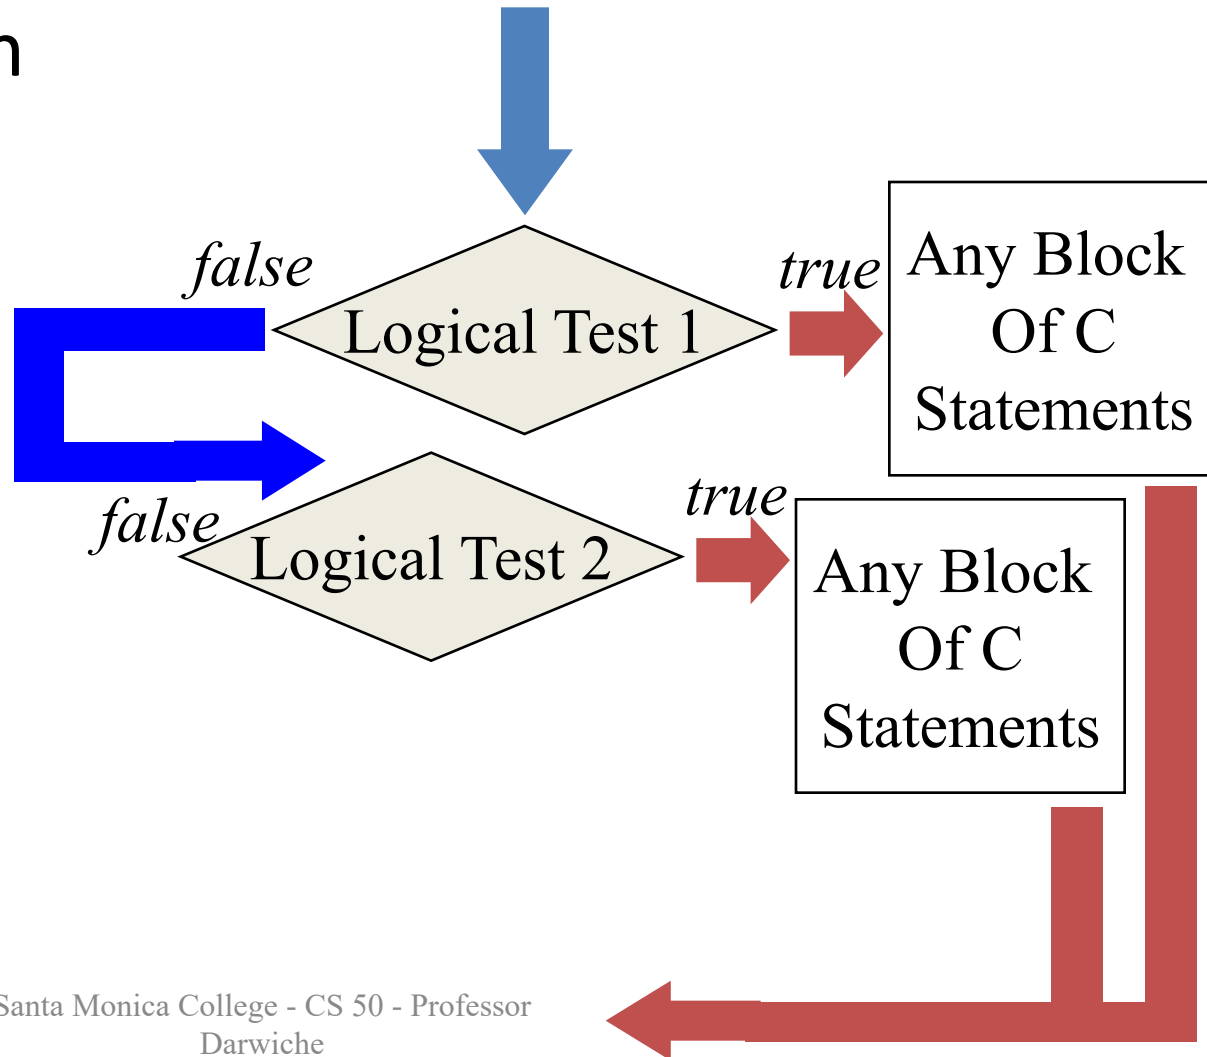 n
false
true
Any Block
Of C
Statements
Logical Test 1
false
true
Logical Test 2
Any Block
Of C
Statements
Santa Monica College - CS 50 - Professor
Darwiche